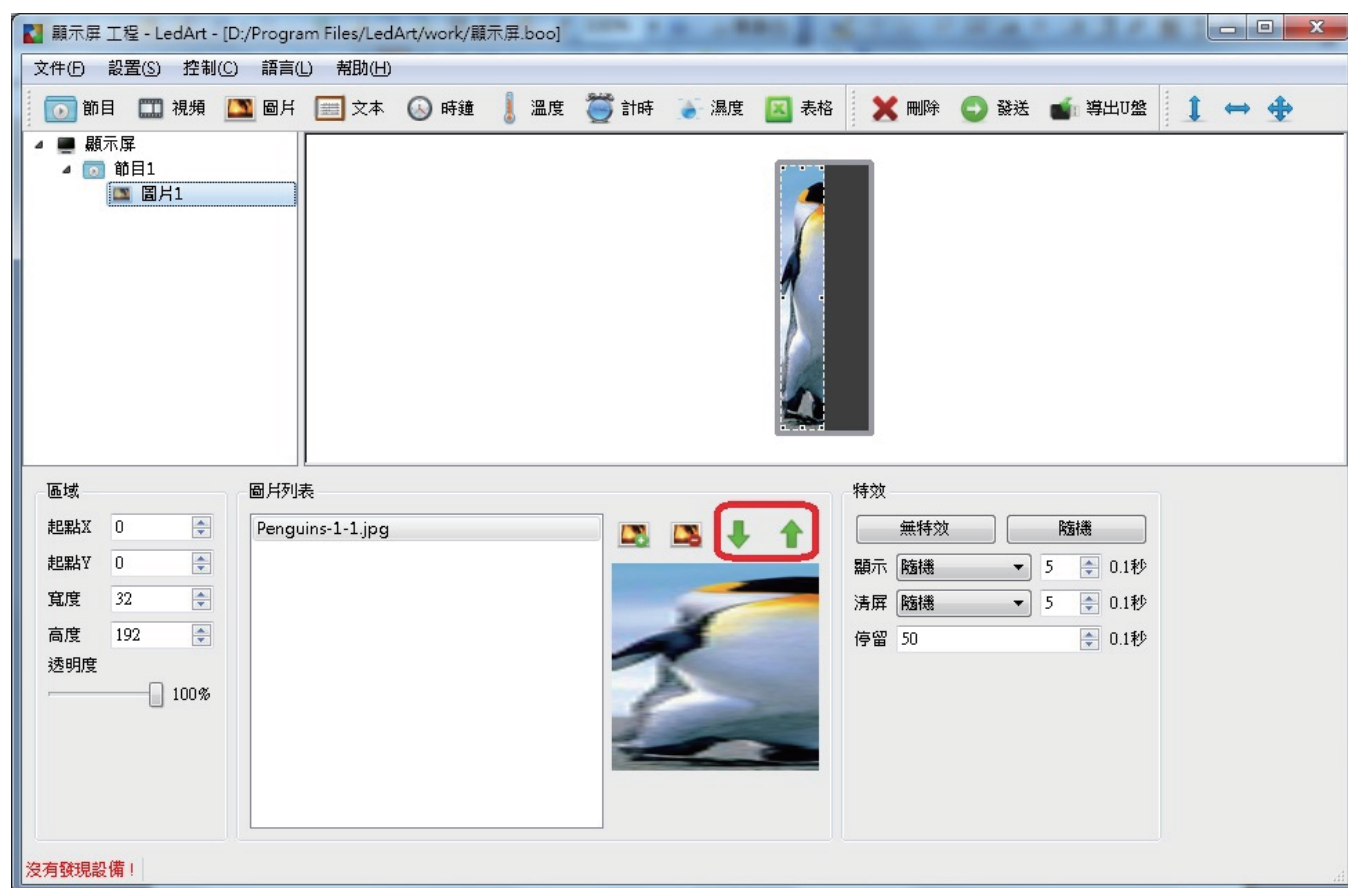 顯示屏 工程 - LedArt - [D:/Program Files/LedArt/work/顯示屏.boo]
文件(F) 設置(S) 控制(C) 語言(L) 幫助(H)
節目 視頻 圖片 文本 時鐘 溫度 計時 濕度 表格 刪除 發送 導出U盤
顯示屏
節目1
圖片1
區域
起點X 0
起點Y 0
寬度 32
高度 192
透明度
100%
圖片列表
Penguins-1-1.jpg
特效
無特效 隨機
顯示 隨機 5 0.1秒
清屏 隨機 5 0.1秒
停留 50 0.1秒
沒有發現設備！